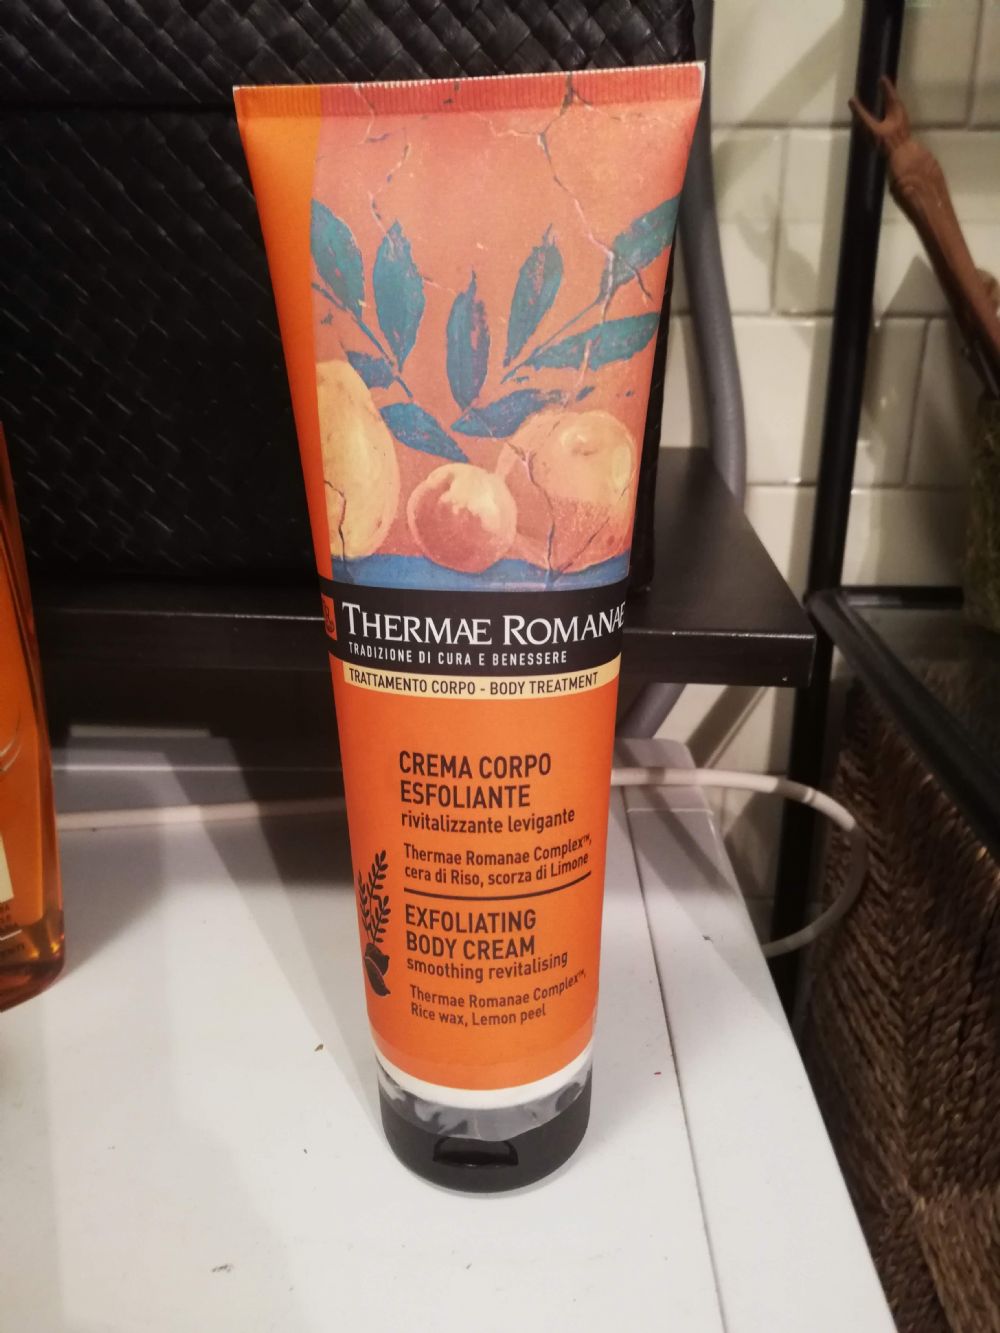 THERMAE ROMANAE
TRADIZIONE DI CURA E BENESSERE
TRATTAMENTO CORPO - BODY TREATMENT
CREMA CORPO
ESFOLIANTE
rivitalizzante levigante
Thermae Romanae Complex™,
cera di Riso, scorza di Limone
EXFOLIATING
BODY CREAM
smoothing revitalising
Thermae Romanae Complex™,
Rice wax, Lemon peel